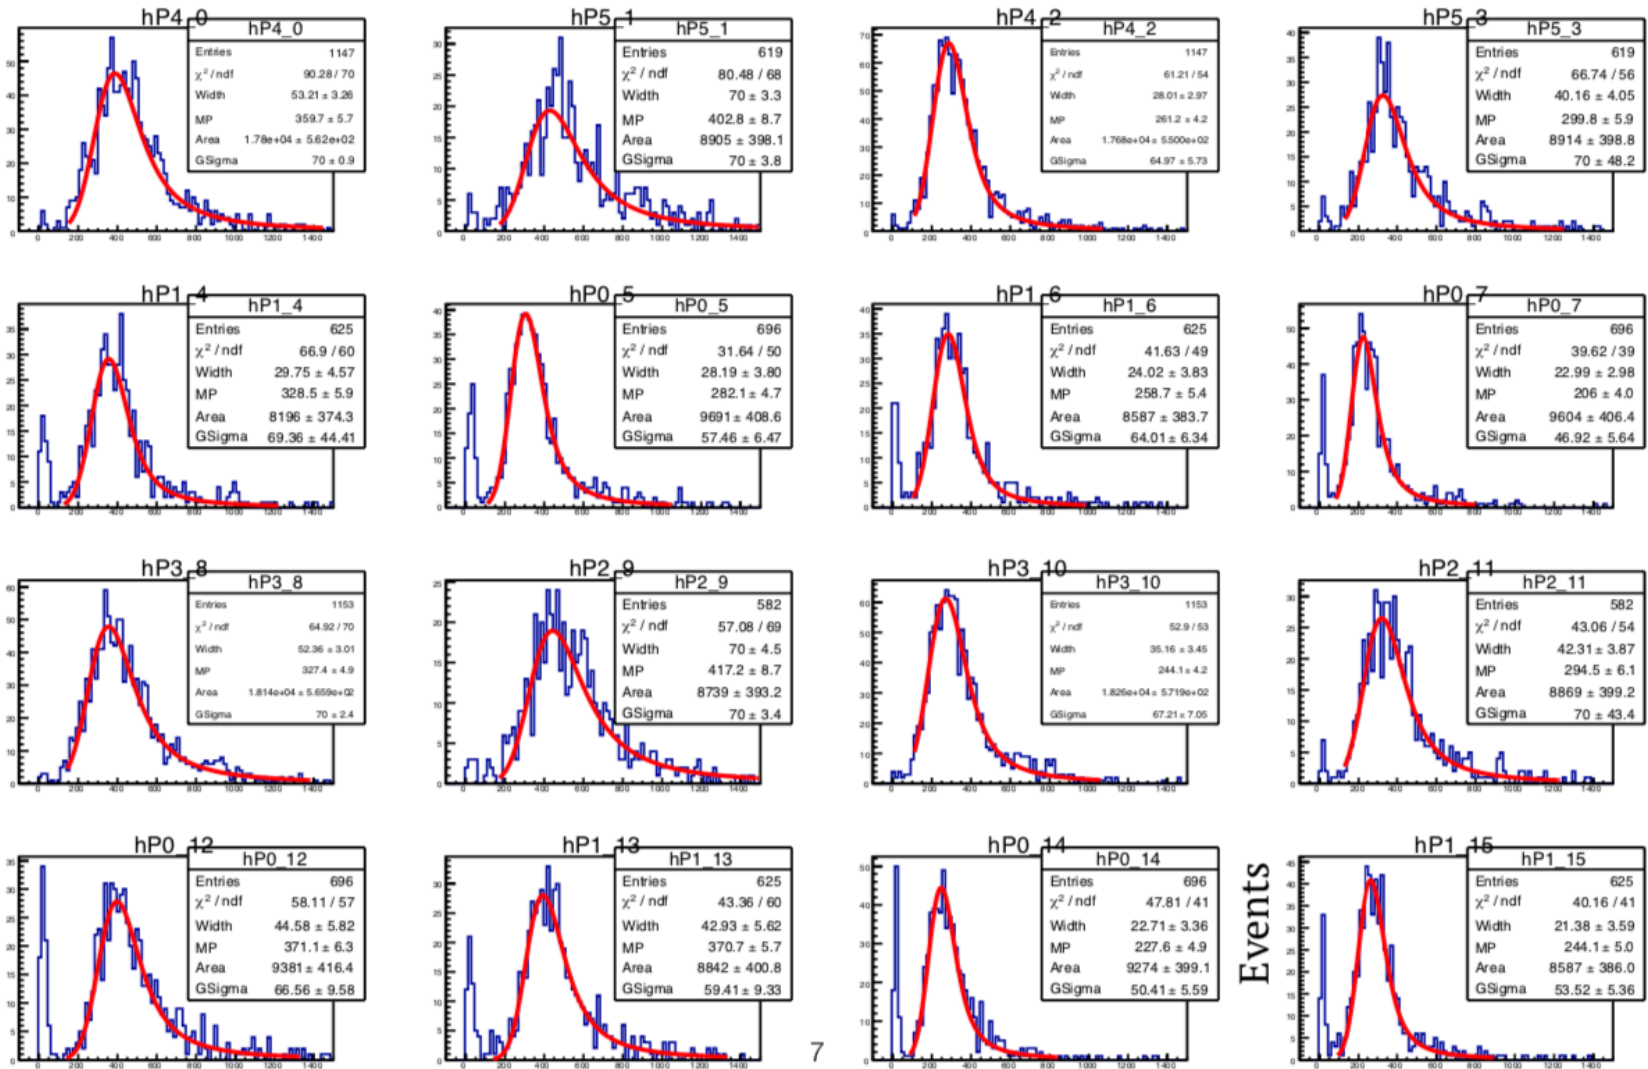 hP4_0
hP4_0
Entries 1147
χ² / ndf 90.28 / 70
Width 53.21 ± 3.26
MP 359.7 ± 5.7
Area 1.78e+04 ± 5.62e+02
GSigma 70 ± 0.9
hP5_1
hP5_1
Entries 619
χ² / ndf 80.48 / 68
Width 70 ± 3.3
MP 402.8 ± 8.7
Area 8905 ± 398.1
GSigma 70 ± 3.8
hP4_2
hP4_2
Entries 1147
χ² / ndf 61.21 / 54
Width 28.01 ± 2.97
MP 261.2 ± 4.2
Area 1.768e+04 ± 5.500e+02
GSigma 64.97 ± 5.73
hP5_3
hP5_3
Entries 619
χ² / ndf 66.74 / 56
Width 40.16 ± 4.05
MP 299.8 ± 5.9
Area 8914 ± 398.8
GSigma 70 ± 48.2
hP1_4
hP1_4
Entries 625
χ² / ndf 66.9 / 60
Width 29.75 ± 4.57
MP 328.5 ± 5.9
Area 8196 ± 374.3
GSigma 69.36 ± 44.41
hP0_5
hP0_5
Entries 696
χ² / ndf 31.64 / 50
Width 28.19 ± 3.80
MP 282.1 ± 4.7
Area 9691 ± 408.6
GSigma 57.46 ± 6.47
hP1_6
hP1_6
Entries 625
χ² / ndf 41.63 / 49
Width 24.02 ± 3.83
MP 258.7 ± 5.4
Area 8587 ± 383.7
GSigma 64.01 ± 6.34
hP0_7
hP0_7
Entries 696
χ² / ndf 39.62 / 39
Width 22.99 ± 2.98
MP 206 ± 4.0
Area 9604 ± 406.4
GSigma 46.92 ± 5.64
hP3_8
hP3_8
Entries 1153
χ² / ndf 64.92 / 70
Width 52.36 ± 3.01
MP 327.4 ± 4.9
Area 1.814e+04 ± 5.659e+02
GSigma 70 ± 2.4
hP2_9
hP2_9
Entries 582
χ² / ndf 57.08 / 69
Width 70 ± 4.5
MP 417.2 ± 8.7
Area 8739 ± 393.2
GSigma 70 ± 3.4
hP3_10
hP3_10
Entries 1153
χ² / ndf 52.9 / 53
Width 35.16 ± 3.45
MP 244.1 ± 4.2
Area 1.826e+04 ± 5.719e+02
GSigma 67.21 ± 7.05
hP2_11
hP2_11
Entries 582
χ² / ndf 43.06 / 54
Width 42.31 ± 3.87
MP 294.5 ± 6.1
Area 8869 ± 399.2
GSigma 70 ± 43.4
hP0_12
hP0_12
Entries 696
χ² / ndf 58.11 / 57
Width 44.58 ± 5.82
MP 371.1 ± 6.3
Area 9381 ± 416.4
GSigma 66.56 ± 9.58
hP1_13
hP1_13
Entries 625
χ² / ndf 43.36 / 60
Width 42.93 ± 5.62
MP 370.7 ± 5.7
Area 8842 ± 400.8
GSigma 59.41 ± 9.33
7
hP0_14
hP0_14
Entries 696
χ² / ndf 47.81 / 41
Width 22.71 ± 3.36
MP 227.6 ± 4.9
Area 9274 ± 399.1
GSigma 50.41 ± 5.59
Events
hP1_15
hP1_15
Entries 625
χ² / ndf 40.16 / 41
Width 21.38 ± 3.59
MP 244.1 ± 5.0
Area 8587 ± 386.0
GSigma 53.52 ± 5.36